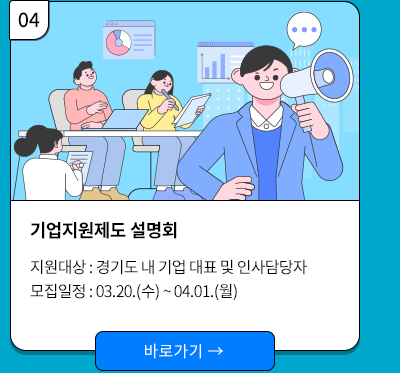 04
기업지원제도 설명회
지원대상 : 경기도 내 기업 대표 및 인사담당자
모집일정 : 03.20.(수) ~ 04.01.(월)
바로가기 →